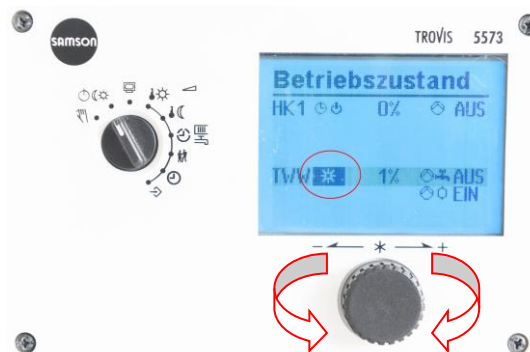 SAMSON
TROVIS 5573
Betriebszustand
HK1 0% AUS
TWW 1% AUS
EIN
- * +